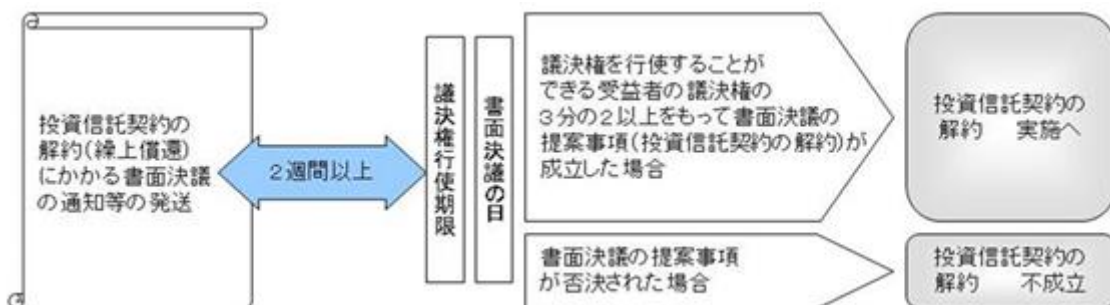 投資信託契約の
解約(繰上償還)
にかかる書面決議
の通知等の発送
２週間以上
議決権行使期限
書面決議の日
議決権を行使することが
できる受益者の議決権の
３分の２以上をもって書面決議の
提案事項(投資信託契約の解約)が
成立した場合
投資信託契約の
解約　実施へ
書面決議の提案事項
が否決された場合
投資信託契約の
解約　不成立